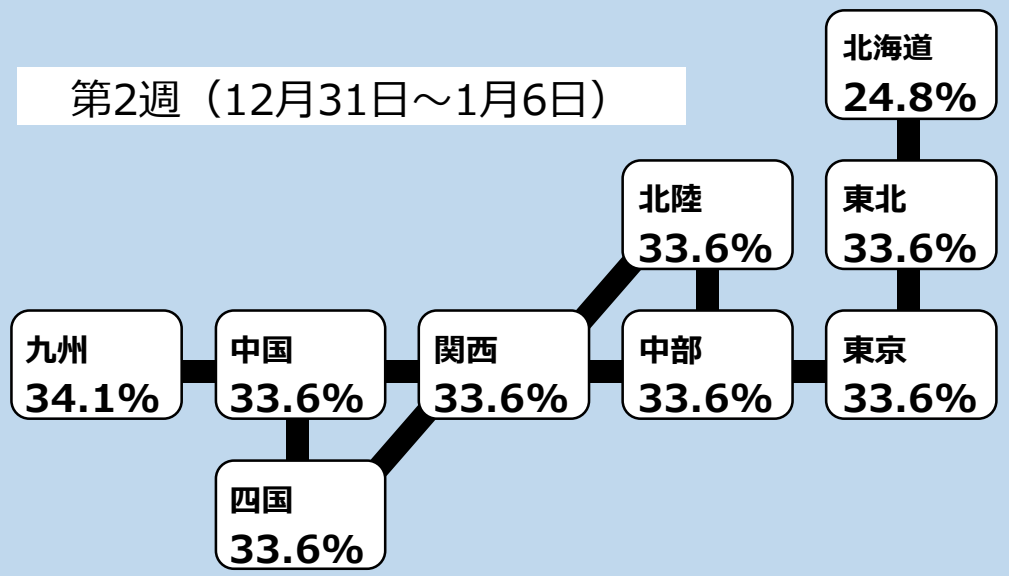 第2週（12月31日～1月6日）
北海道
24.8%
北陸
33.6%
東北
33.6%
九州
34.1%
中国
33.6%
関西
33.6%
中部
33.6%
東京
33.6%
四国
33.6%